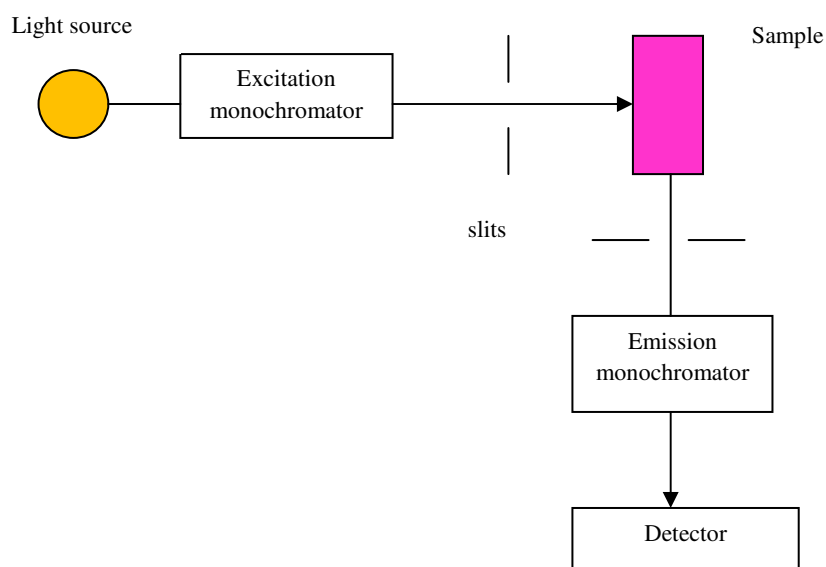 Light source
Sample
Excitation
monochromator
slits
Emission
monochromator
Detector